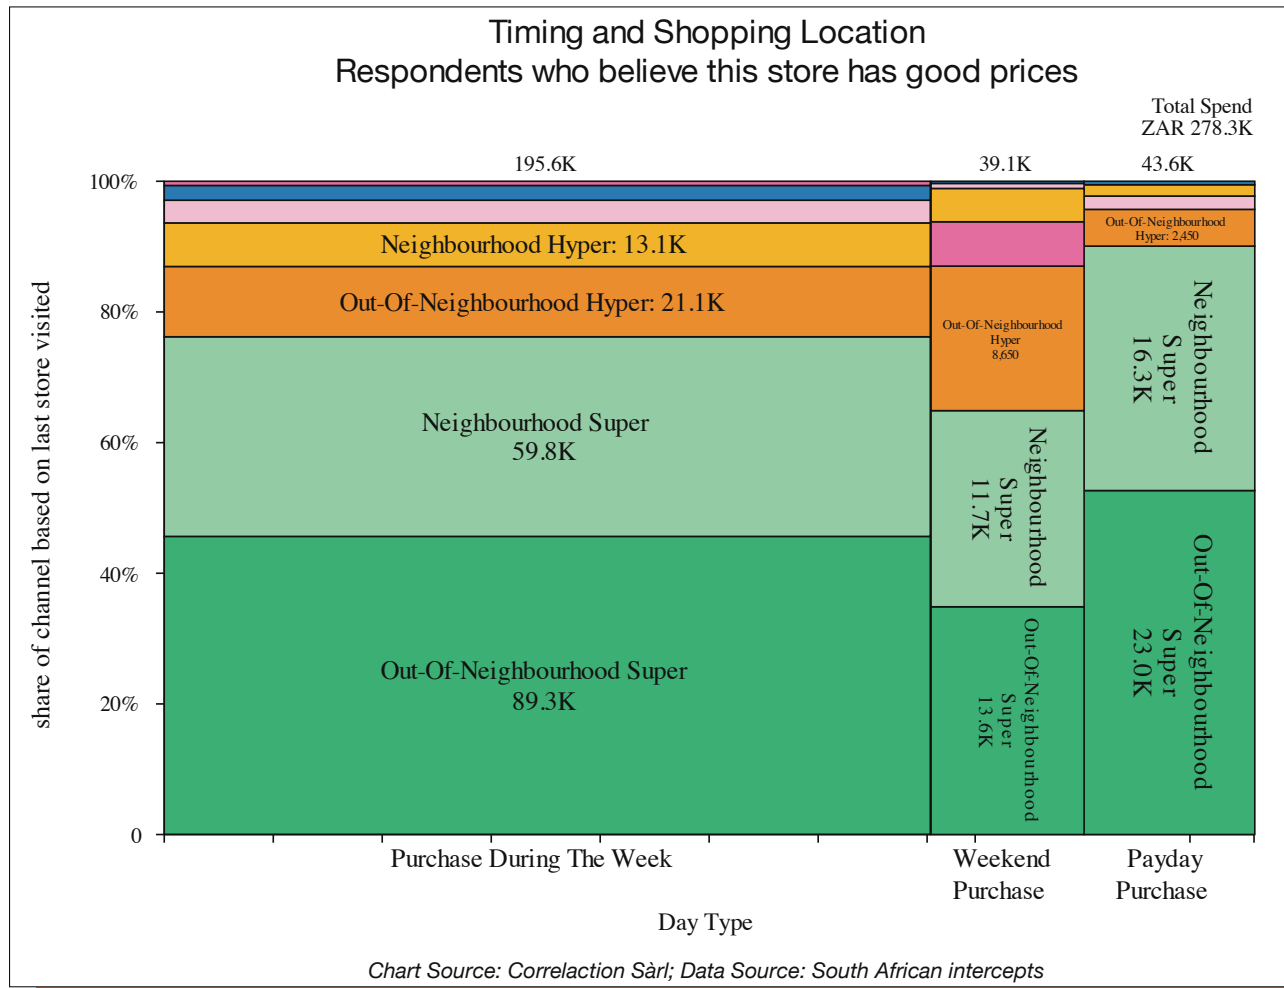 Timing and Shopping Location
Respondents who believe this store has good prices
Total Spend
ZAR 278.3K
195.6K
39.1K
43.6K
100%
80%
60%
40%
20%
0
share of channel based on last store visited
Neighbourhood Hyper: 13.1K
Out-Of-Neighbourhood Hyper: 21.1K
Neighbourhood Super
59.8K
Out-Of-Neighbourhood Super
89.3K
Out-Of-Neighbourhood
Hyper
8,650
Neighbourhood
Super
11.7K
Out-Of-Neighbourhood
Super
13.6K
Out-Of-Neighbourhood
Hyper: 2,450
Neighbourhood
Super
16.3K
Out-Of-Neighbourhood
Super
23.0K
Purchase During The Week
Weekend
Purchase
Payday
Purchase
Day Type
Chart Source: Correlaction Sàrl; Data Source: South African intercepts